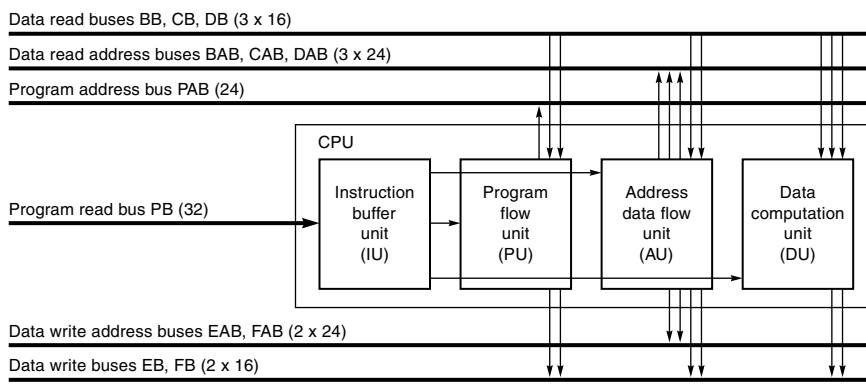 Data read buses BB, CB, DB (3 x 16)
Data read address buses BAB, CAB, DAB (3 x 24)
Program address bus PAB (24)
CPU
Program read bus PB (32)
Instruction
buffer
unit
(IU)
Program
flow
unit
(PU)
Address
data flow
unit
(AU)
Data
computation
unit
(DU)
Data write address buses EAB, FAB (2 x 24)
Data write buses EB, FB (2 x 16)